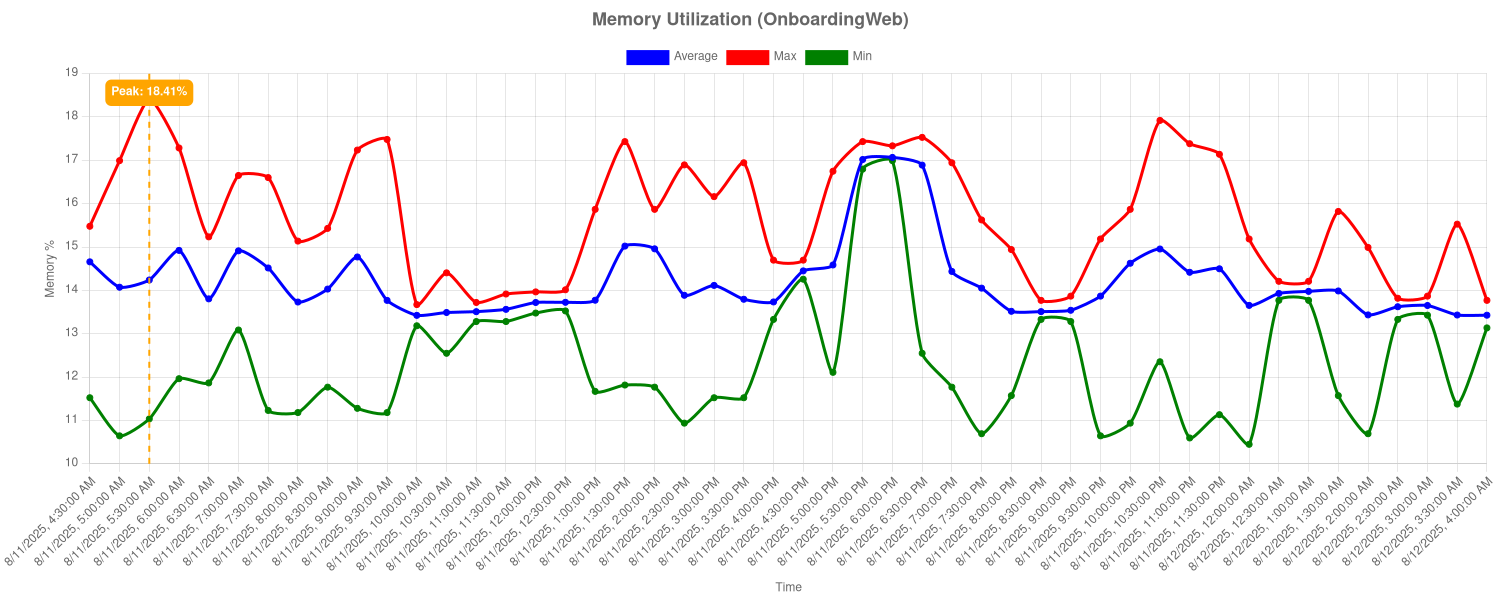 Memory Utilization (OnboardingWeb)
Average Max Min
Peak: 18.41%
19
18
17
16
15
14
13
12
11
10
Memory %
8/11/2025, 4:30:00 AM
8/11/2025, 5:00:00 AM
8/11/2025, 5:30:00 AM
8/11/2025, 6:00:00 AM
8/11/2025, 6:30:00 AM
8/11/2025, 7:00:00 AM
8/11/2025, 7:30:00 AM
8/11/2025, 8:00:00 AM
8/11/2025, 8:30:00 AM
8/11/2025, 9:00:00 AM
8/11/2025, 9:30:00 AM
8/11/2025, 10:00:00 AM
8/11/2025, 10:30:00 AM
8/11/2025, 11:00:00 AM
8/11/2025, 11:30:00 AM
8/11/2025, 12:00:00 PM
8/11/2025, 12:30:00 PM
8/11/2025, 1:00:00 PM
8/11/2025, 1:30:00 PM
8/11/2025, 2:00:00 PM
8/11/2025, 2:30:00 PM
8/11/2025, 3:00:00 PM
8/11/2025, 3:30:00 PM
8/11/2025, 4:00:00 PM
8/11/2025, 4:30:00 PM
8/11/2025, 5:00:00 PM
8/11/2025, 5:30:00 PM
8/11/2025, 6:00:00 PM
8/11/2025, 6:30:00 PM
8/11/2025, 7:00:00 PM
8/11/2025, 7:30:00 PM
8/11/2025, 8:00:00 PM
8/11/2025, 8:30:00 PM
8/11/2025, 9:00:00 PM
8/11/2025, 9:30:00 PM
8/11/2025, 10:00:00 PM
8/11/2025, 10:30:00 PM
8/11/2025, 11:00:00 PM
8/11/2025, 11:30:00 PM
8/12/2025, 12:00:00 AM
8/12/2025, 12:30:00 AM
8/12/2025, 1:00:00 AM
8/12/2025, 1:30:00 AM
8/12/2025, 2:00:00 AM
8/12/2025, 2:30:00 AM
8/12/2025, 3:00:00 AM
8/12/2025, 3:30:00 AM
8/12/2025, 4:00:00 AM
Time